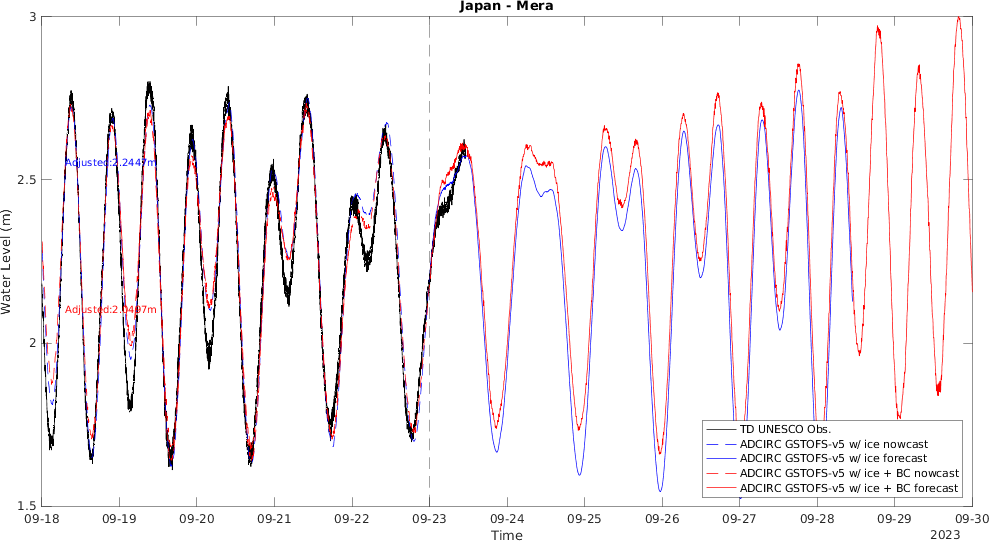 Japan - Mera
3
2.5
2
1.5
Water Level (m)
Adjusted:2.2447m
Adjusted:2.0497m
TD UNESCO Obs.
ADCIRC GSTOFS-v5 w/ ice nowcast
ADCIRC GSTOFS-v5 w/ ice forecast
ADCIRC GSTOFS-v5 w/ ice + BC nowcast
ADCIRC GSTOFS-v5 w/ ice + BC forecast
09-18 09-19 09-20 09-21 09-22 09-23 09-24 09-25 09-26 09-27 09-28 09-29 09-30
Time
2023